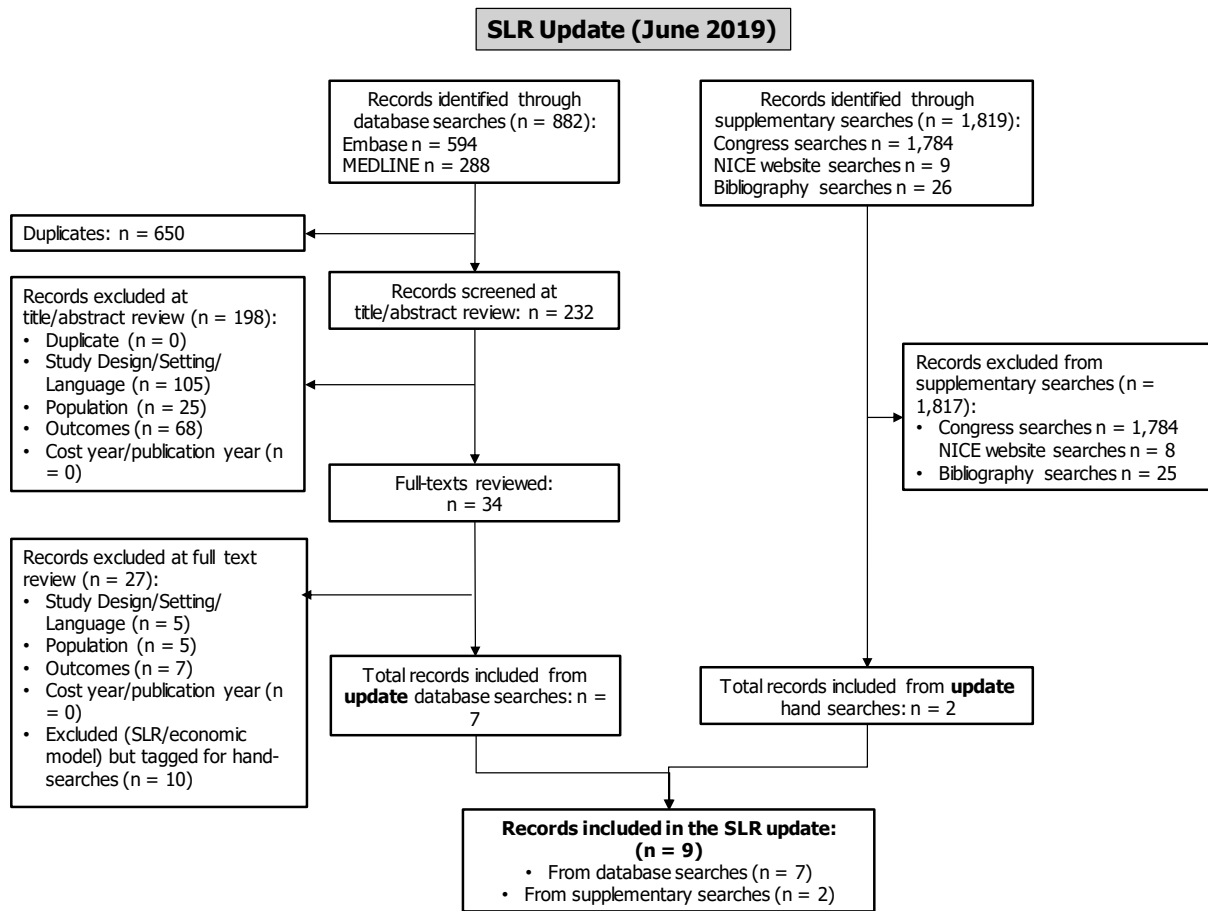 SLR Update (June 2019)
Records identified through
database searches (n = 882):
Embase n = 594
MEDLINE n = 288
Records identified through
supplementary searches (n = 1,819):
Congress searches n = 1,784
NICE website searches n = 9
Bibliography searches n = 26
Duplicates: n = 650
Records screened at
title/abstract review: n = 232
Records excluded at
title/abstract review (n = 198):
• Duplicate (n = 0)
• Study Design/Setting/
Language (n = 105)
• Population (n = 25)
• Outcomes (n = 68)
• Cost year/publication year (n
= 0)
Records excluded from
supplementary searches (n =
1,817):
• Congress searches n = 1,784
NICE website searches n = 8
• Bibliography searches n = 25
Full-texts reviewed:
n = 34
Records excluded at full text
review (n = 27):
• Study Design/Setting/
Language (n = 5)
• Population (n = 5)
• Outcomes (n = 7)
• Cost year/publication year (n
= 0)
• Excluded (SLR/economic
model) but tagged for hand-
searches (n = 10)
Total records included from
update database searches: n =
7
Total records included from update
hand searches: n = 2
Records included in the SLR update:
(n = 9)
• From database searches (n = 7)
• From supplementary searches (n = 2)